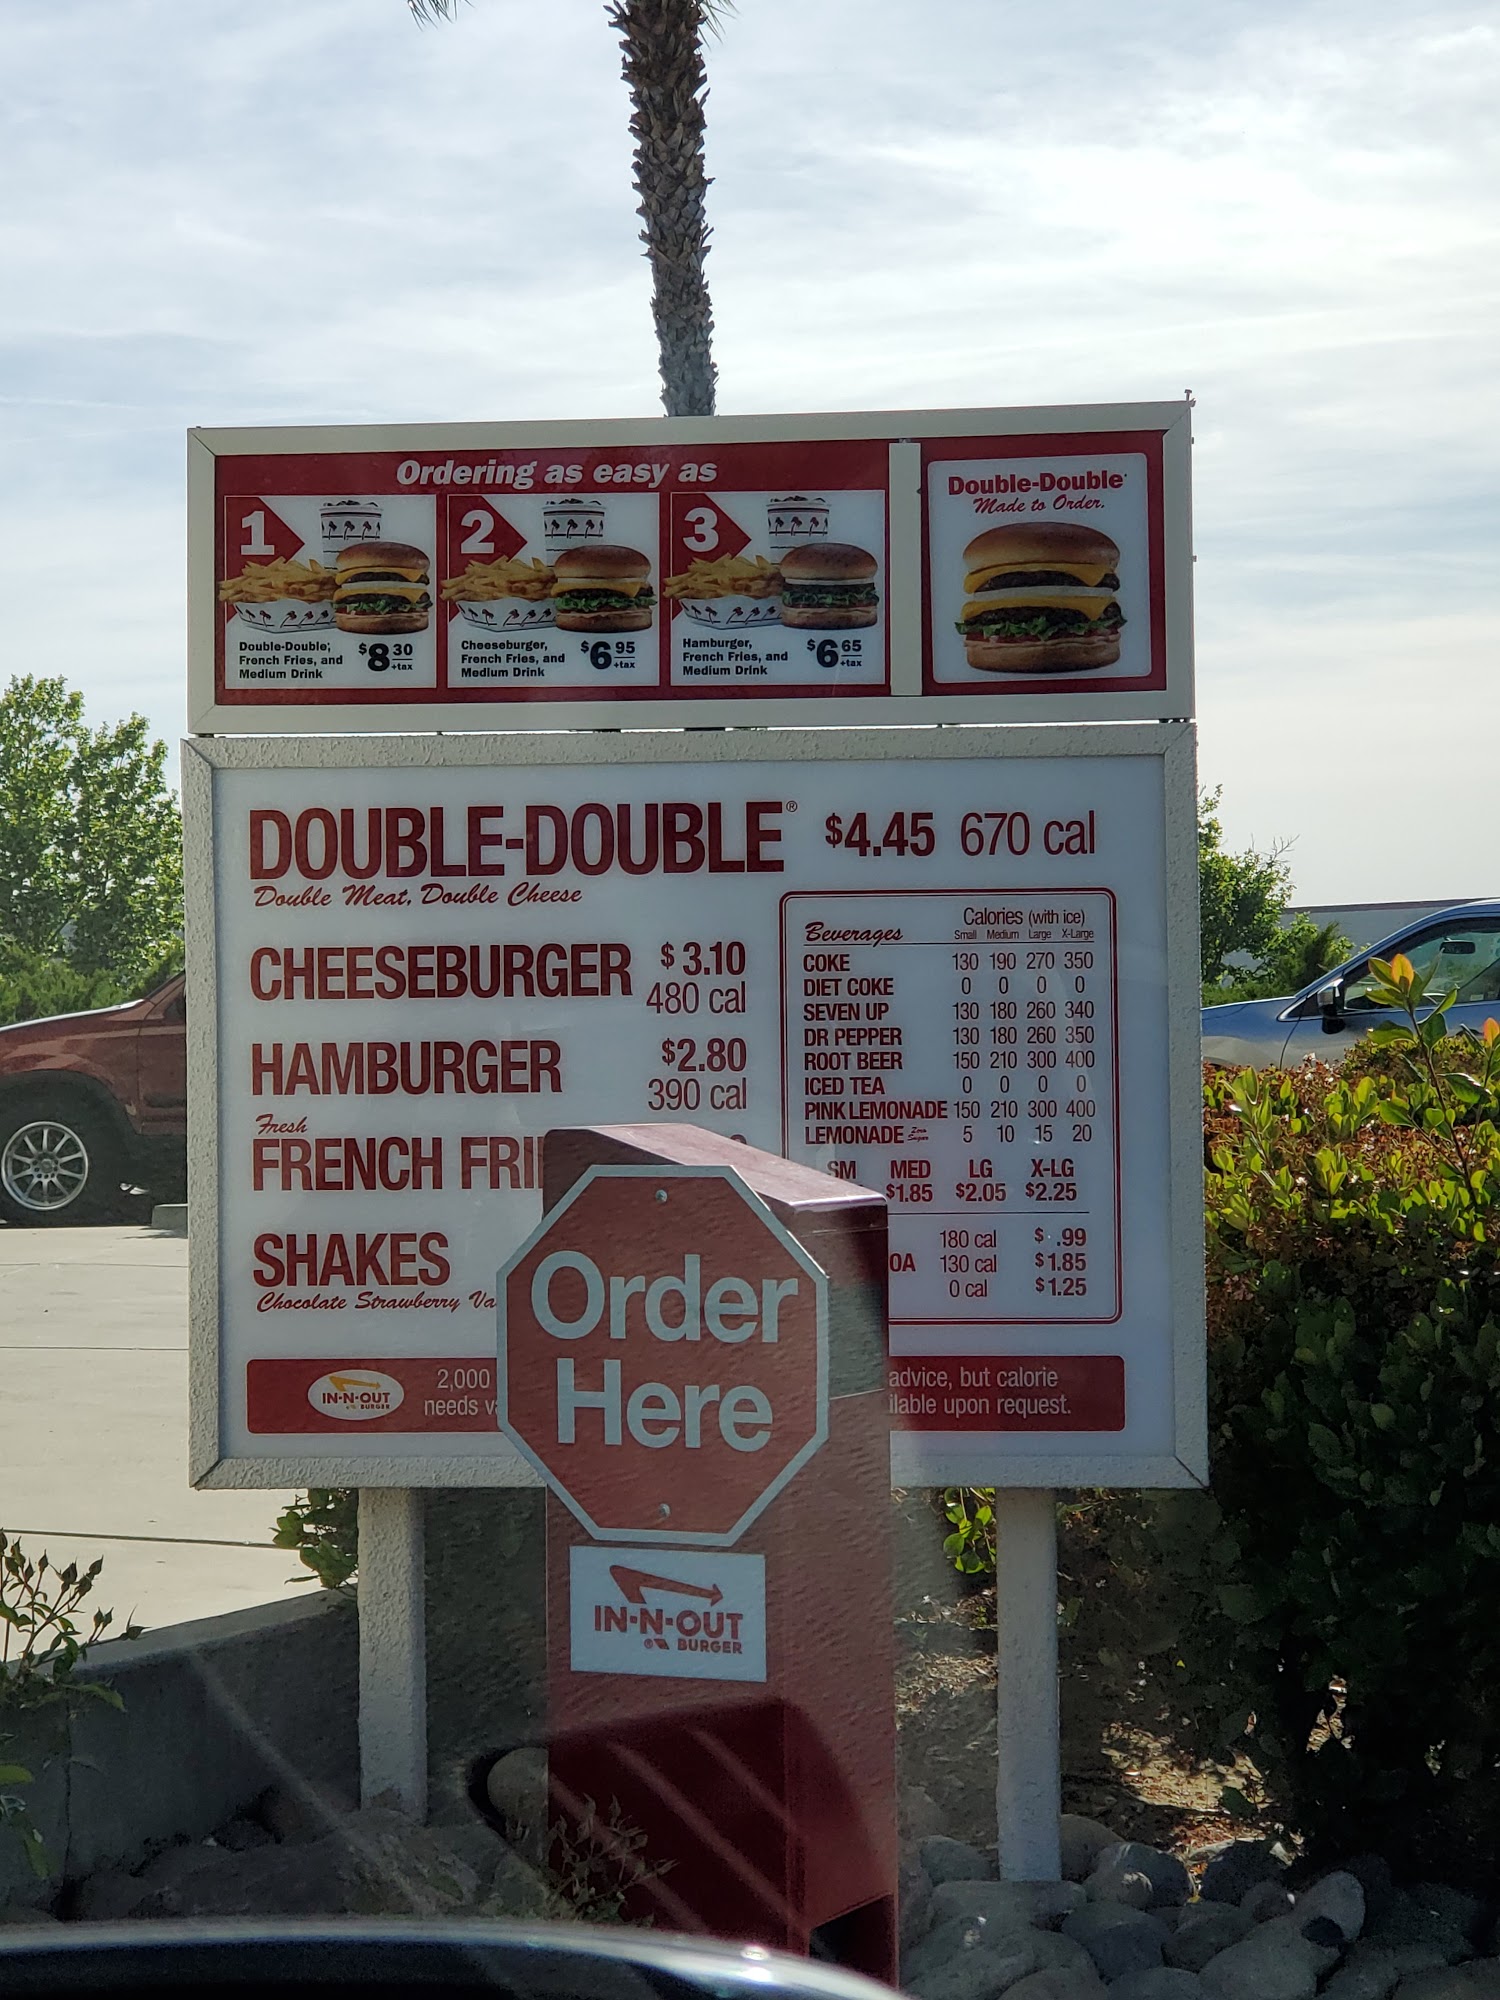 Ordering as easy as
1
Double-Double,
French Fries, and
Medium Drink
$8 30
+tax
2
Cheeseburger,
French Fries, and
Medium Drink
$6 95
+tax
3
Hamburger,
French Fries, and
Medium Drink
$6 65
+tax
Double-Double®
Made to Order.
DOUBLE-DOUBLE® $4.45 670 cal
Double Meat, Double Cheese
CHEESEBURGER $3.10
480 cal
HAMBURGER $2.80
390 cal
Fresh
FRENCH FRI
SHAKES
Chocolate Strawberry Va
Beverages Calories (with ice)
Small Medium Large X-Large
COKE 130 190 270 350
DIET COKE 0 0 0 0
SEVEN UP 130 180 260 340
DR PEPPER 130 180 260 350
ROOT BEER 150 210 300 400
ICED TEA 0 0 0 0
PINK LEMONADE 150 210 300 400
LEMONADE Zero Sugar 5 10 15 20
SM MED LG X-LG
$1.85 $2.05 $2.25
180 cal $ .99
OA 130 cal $1.85
0 cal $1.25
IN-N-OUT
BURGER
2,000
needs v
advice, but calorie
ilable upon request.
Order
Here
IN-N-OUT
BURGER